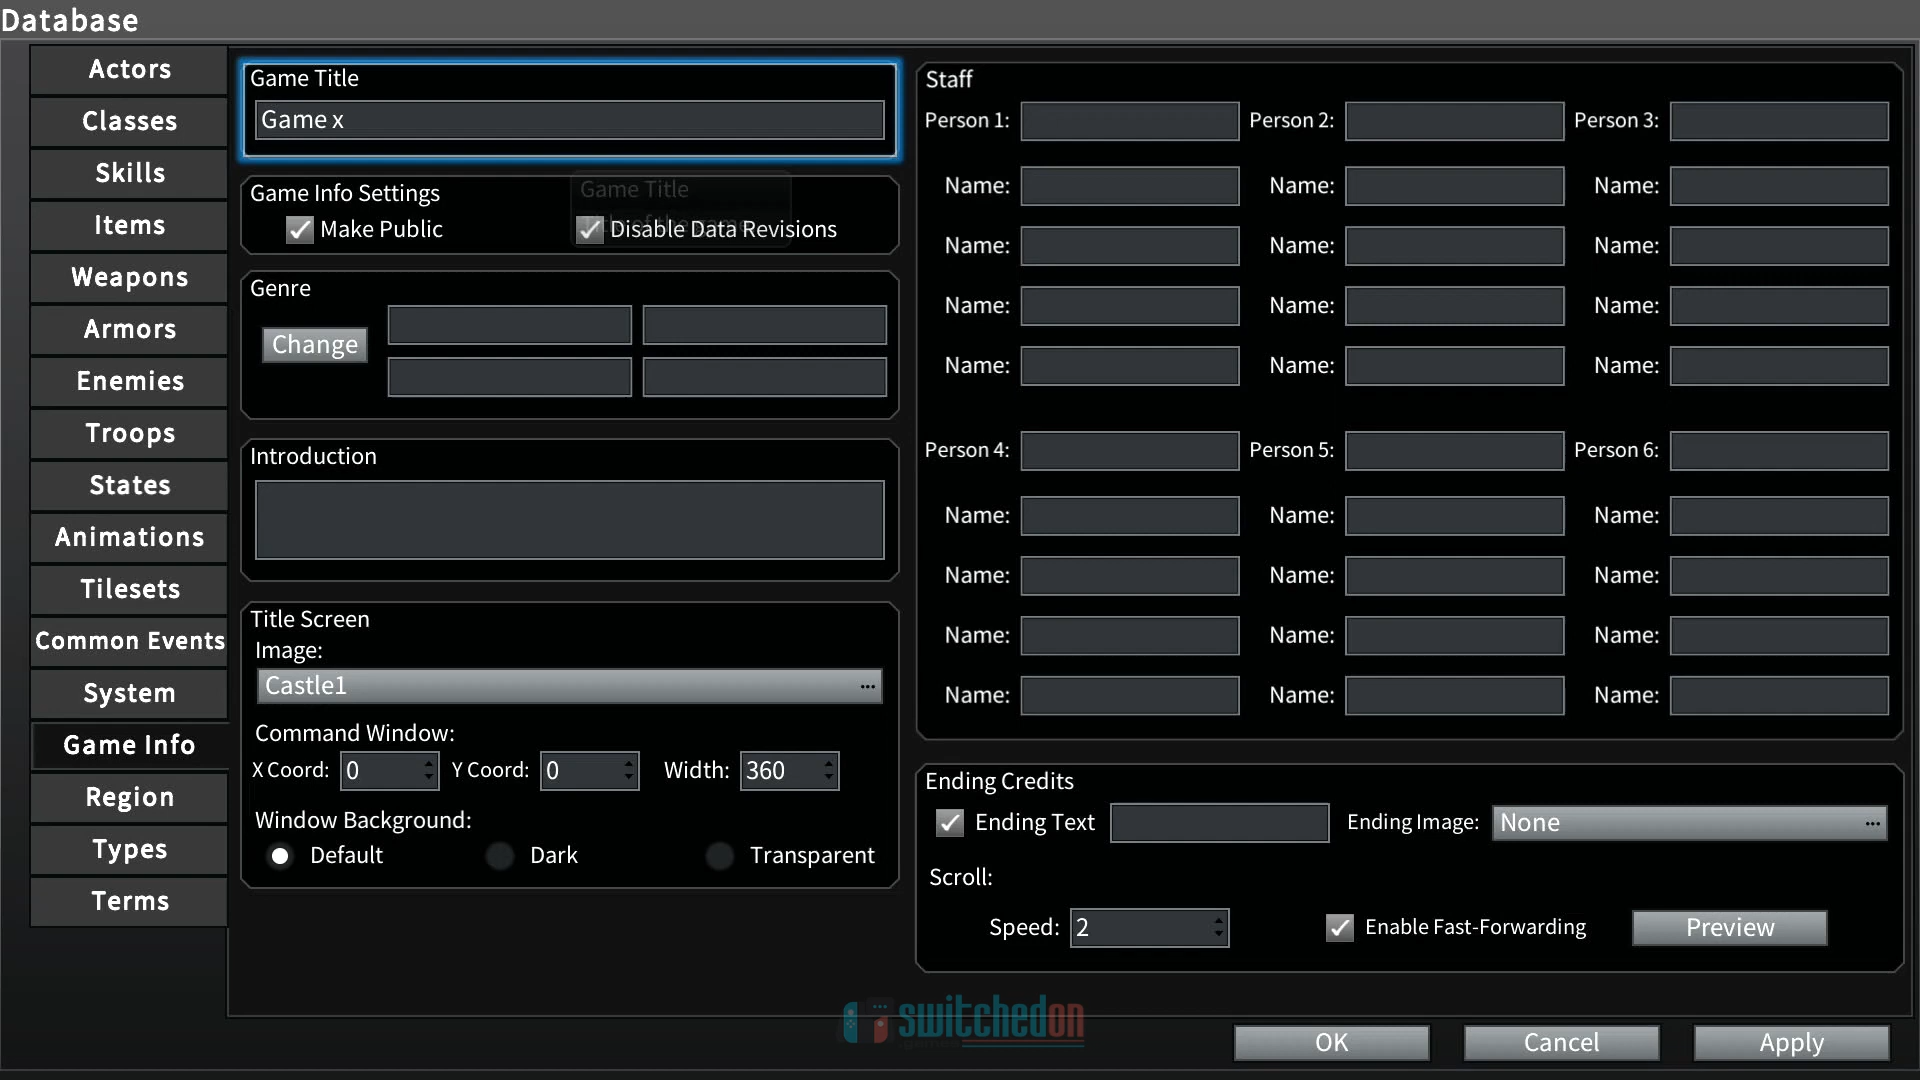 Database
Actors
Classes
Skills
Items
Weapons
Armors
Enemies
Troops
States
Animations
Tilesets
Common Events
System
Game Info
Region
Types
Terms
Game Title
Game x
Game Info Settings
Game Title
Make Public
Disable Data Revisions
Genre
Change
Introduction
Title Screen
Image:
Castle1 ...
Command Window:
X Coord: 0 Y Coord: 0 Width: 360
Window Background:
Default Dark Transparent
Staff
Person 1: Person 2: Person 3:
Name: Name: Name:
Name: Name: Name:
Name: Name: Name:
Name: Name: Name:
Person 4: Person 5: Person 6:
Name: Name: Name:
Name: Name: Name:
Name: Name: Name:
Name: Name: Name:
Ending Credits
Ending Text Ending Image: None ...
Scroll:
Speed: 2 Enable Fast-Forwarding Preview
switchedon
OK Cancel Apply